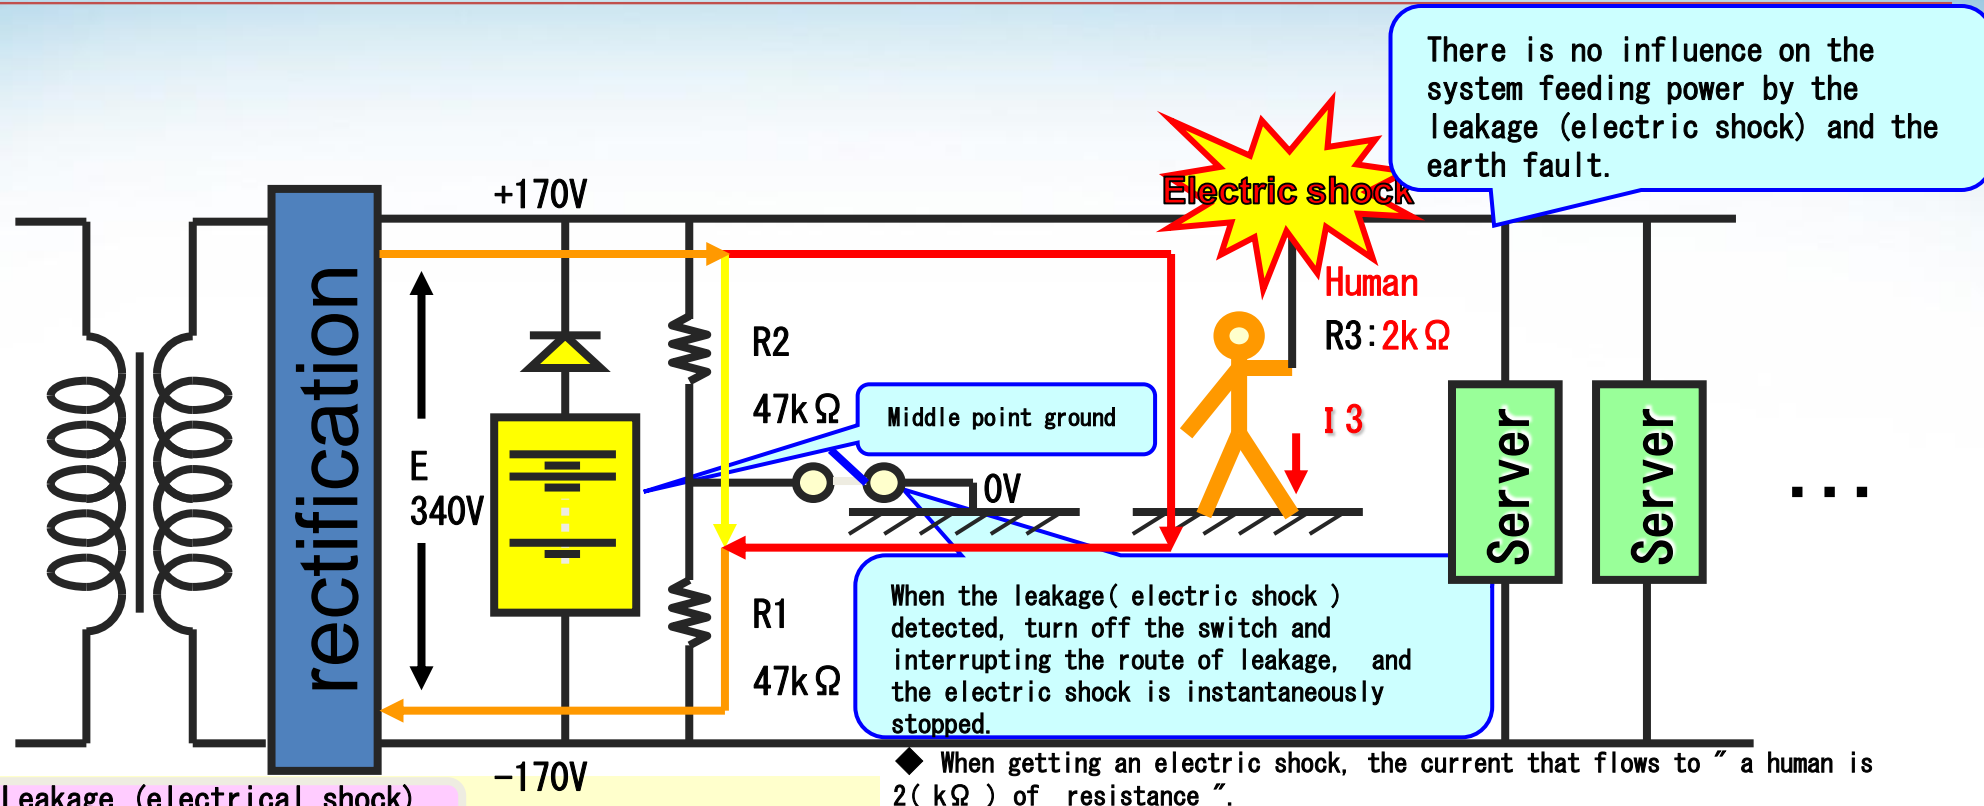 There is no influence on the
system feeding power by the
leakage (electric shock) and the
earth fault.
Electric shock
+170V
Human
R3:2kΩ
R2
47kΩ
Middle point ground
I3
E
340V
0V
rectification
Server
Server
...
R1
47kΩ
When the leakage( electric shock )
detected, turn off the switch and
interrupting the route of leakage, and
the electric shock is instantaneously
stopped.
−170V
◆ When getting an electric shock, the current that flows to ″ a human is
2( kΩ ) of resistance ″.
leakage (electrical shock)